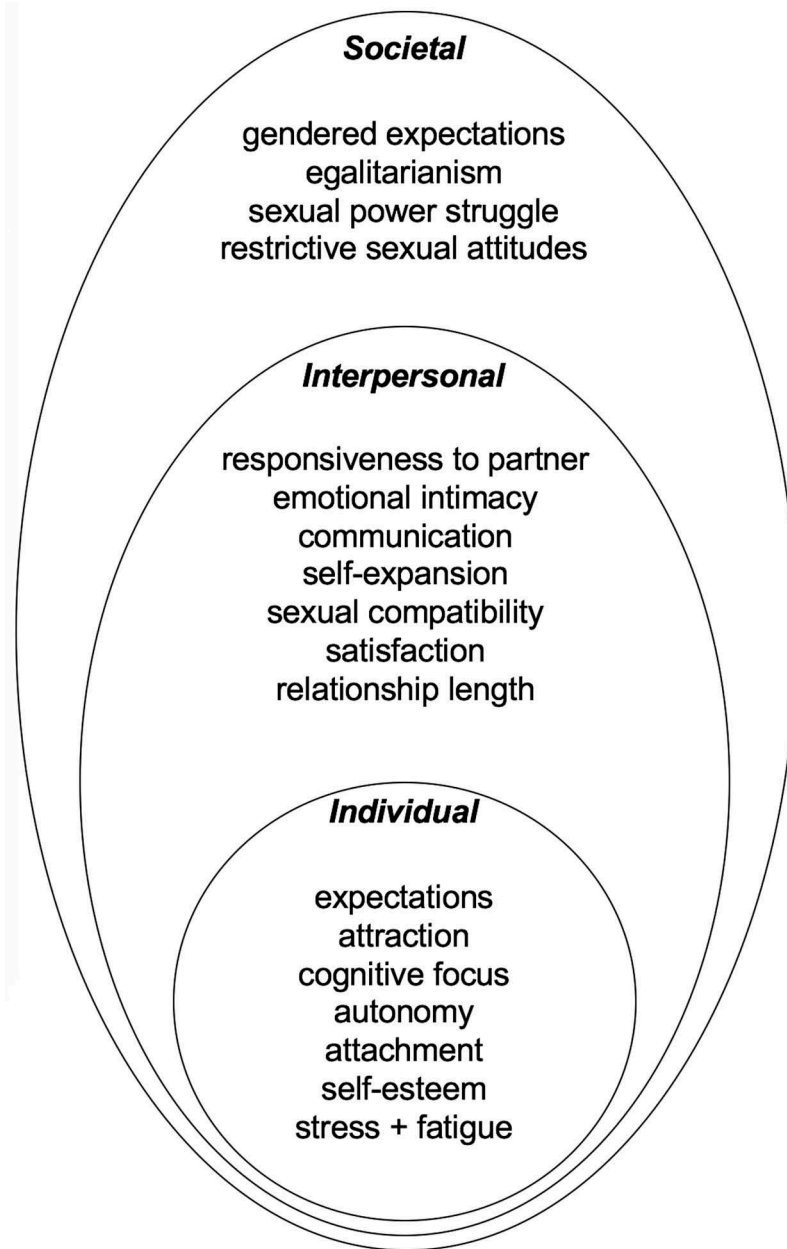 Societal
gendered expectations
egalitarianism
sexual power struggle
restrictive sexual attitudes
Interpersonal
responsiveness to partner
emotional intimacy
communication
self-expansion
sexual compatibility
satisfaction
relationship length
Individual
expectations
attraction
cognitive focus
autonomy
attachment
self-esteem
stress + fatigue